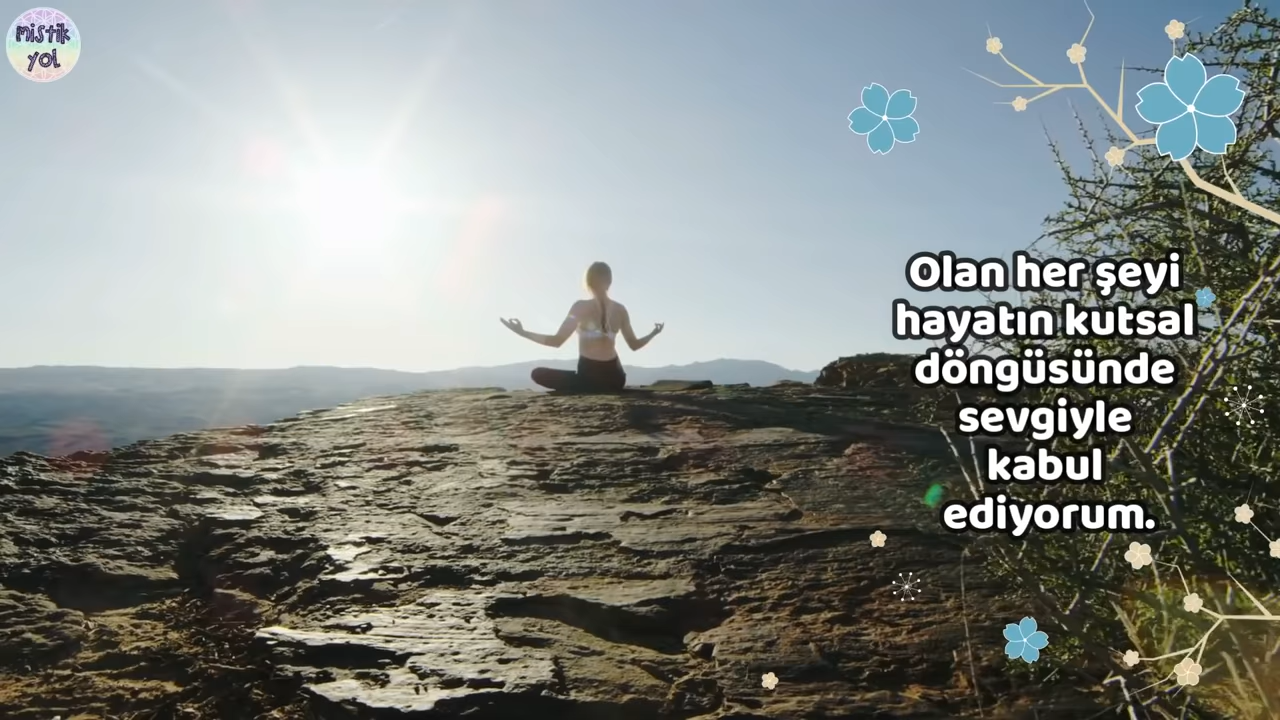 mistik
yol
Olan her şeyi
hayatın kutsal
döngüsünde
sevgiyle
kabul
ediyorum.